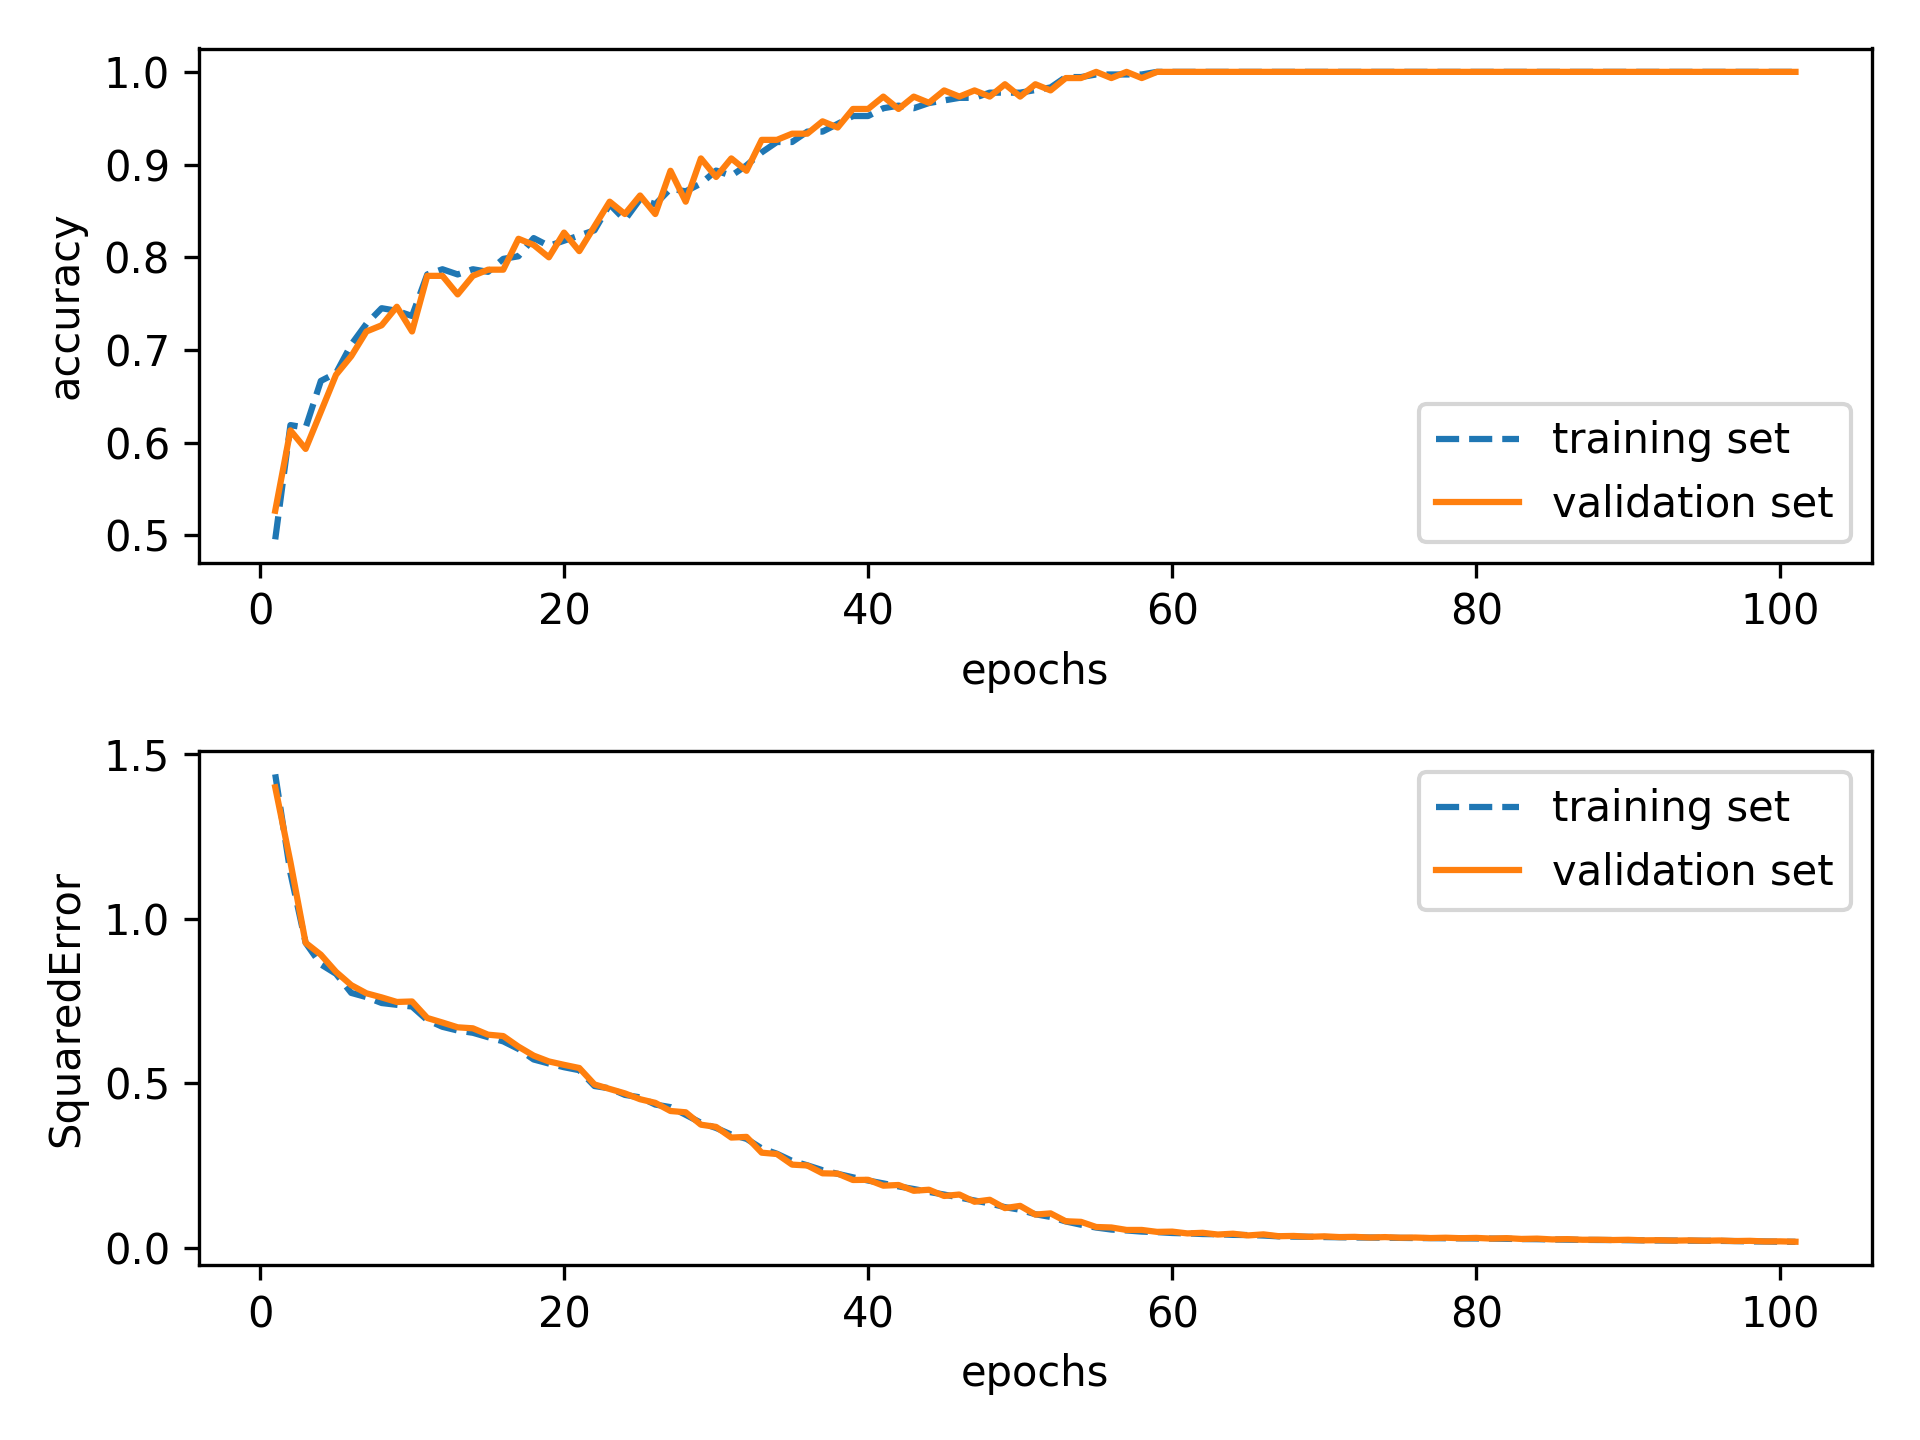 1.0
0.9
0.8
0.7
0.6
0.5
accuracy
training set
validation set
0 20 40 60 80 100
epochs
1.5
1.0
0.5
0.0
SquaredError
training set
validation set
0 20 40 60 80 100
epochs